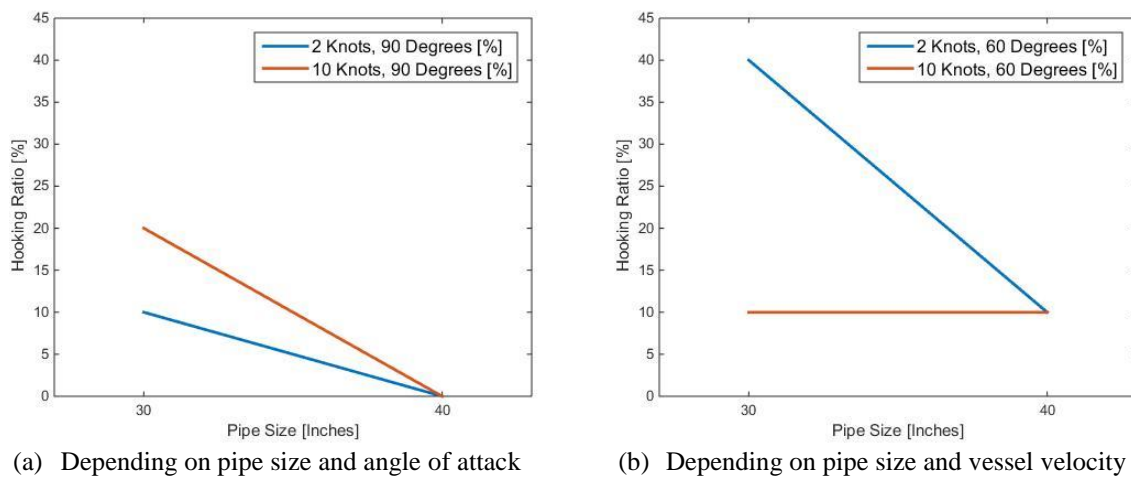 45
40
35
30
25
20
15
10
5
0
Hooking Ratio [%]
2 Knots, 90 Degrees [%]
10 Knots, 90 Degrees [%]
30 40
Pipe Size [Inches]
(a) Depending on pipe size and angle of attack
45
40
35
30
25
20
15
10
5
0
Hooking Ratio [%]
2 Knots, 60 Degrees [%]
10 Knots, 60 Degrees [%]
30 40
Pipe Size [Inches]
(b) Depending on pipe size and vessel velocity